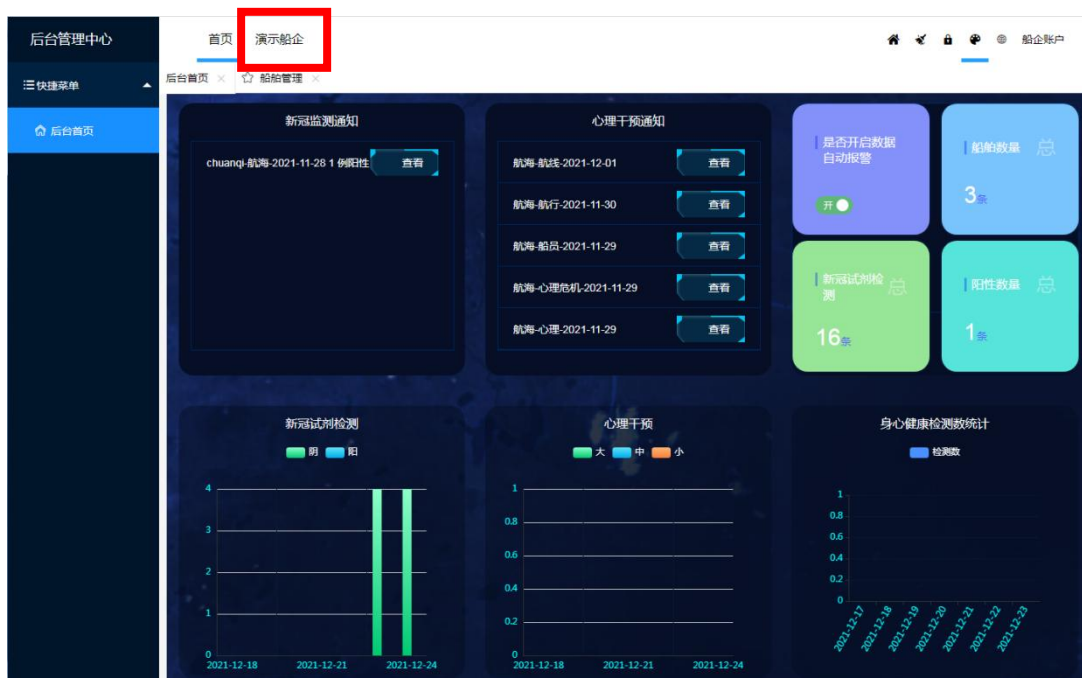 后台管理中心
首页 演示船企
船企账户
快捷菜单
后台首页 × 船舶管理 ×
后台首页
新冠监测通知
chuanqi-航海-2021-11-28 1 例阳性 查看
心理干预通知
航海-航线-2021-12-01 查看
航海-航行-2021-11-30 查看
航海-船员-2021-11-29 查看
航海-心理危机-2021-11-29 查看
航海-心理-2021-11-29 查看
是否开启数据
自动报警
开
船舶数量 总
3条
新冠试剂检
测 总
16条
阳性数量 总
1条
新冠试剂检测
阴 阳
4
3
2
1
0
2021-12-18 2021-12-21 2021-12-24
心理干预
大 中 小
1
0.8
0.6
0.4
0.2
0
2021-12-18 2021-12-21 2021-12-24
身心健康检测数统计
检测数
1
0.8
0.6
0.4
0.2
0
2021-12-17 2021-12-18 2021-12-19 2021-12-20 2021-12-21 2021-12-22 2021-12-23